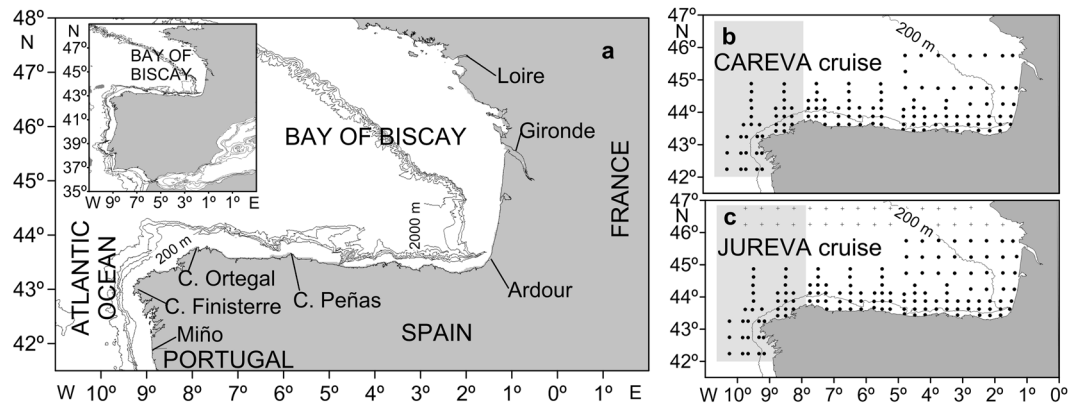 48º
N
47º
46º
45º
44º
43º
42º
N
47º
45º
43º
41º
39º
37º
35º
W 9º 7º 5º 3º 1º 1º E
BAY OF
BISCAY
a
Loire
Gironde
BAY OF BISCAY
FRANCE
2000 m
200 m
ATLANTIC
OCEAN
C. Ortegal
C. Finisterre
C. Peñas
Ardour
Miño
SPAIN
PORTUGAL
W 10º 9º 8º 7º 6º 5º 4º 3º 2º 1º 0º 1º E
47º
N
46º
45º
44º
43º
42º
b
200 m
CAREVA cruise
47º
N
46º
45º
44º
43º
42º
c
200 m
JUREVA cruise
W 10º 9º 8º 7º 6º 5º 4º 3º 2º 1º 0º